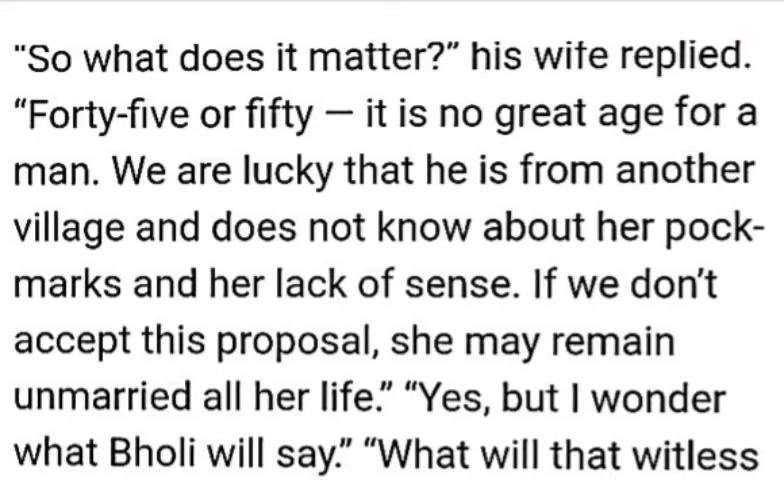 "So what does it matter?” his wife replied.
“Forty-five or fifty — it is no great age for a
man. We are lucky that he is from another
village and does not know about her pock-
marks and her lack of sense. If we don’t
accept this proposal, she may remain
unmarried all her life.” “Yes, but I wonder
what Bholi will say.” “What will that witless